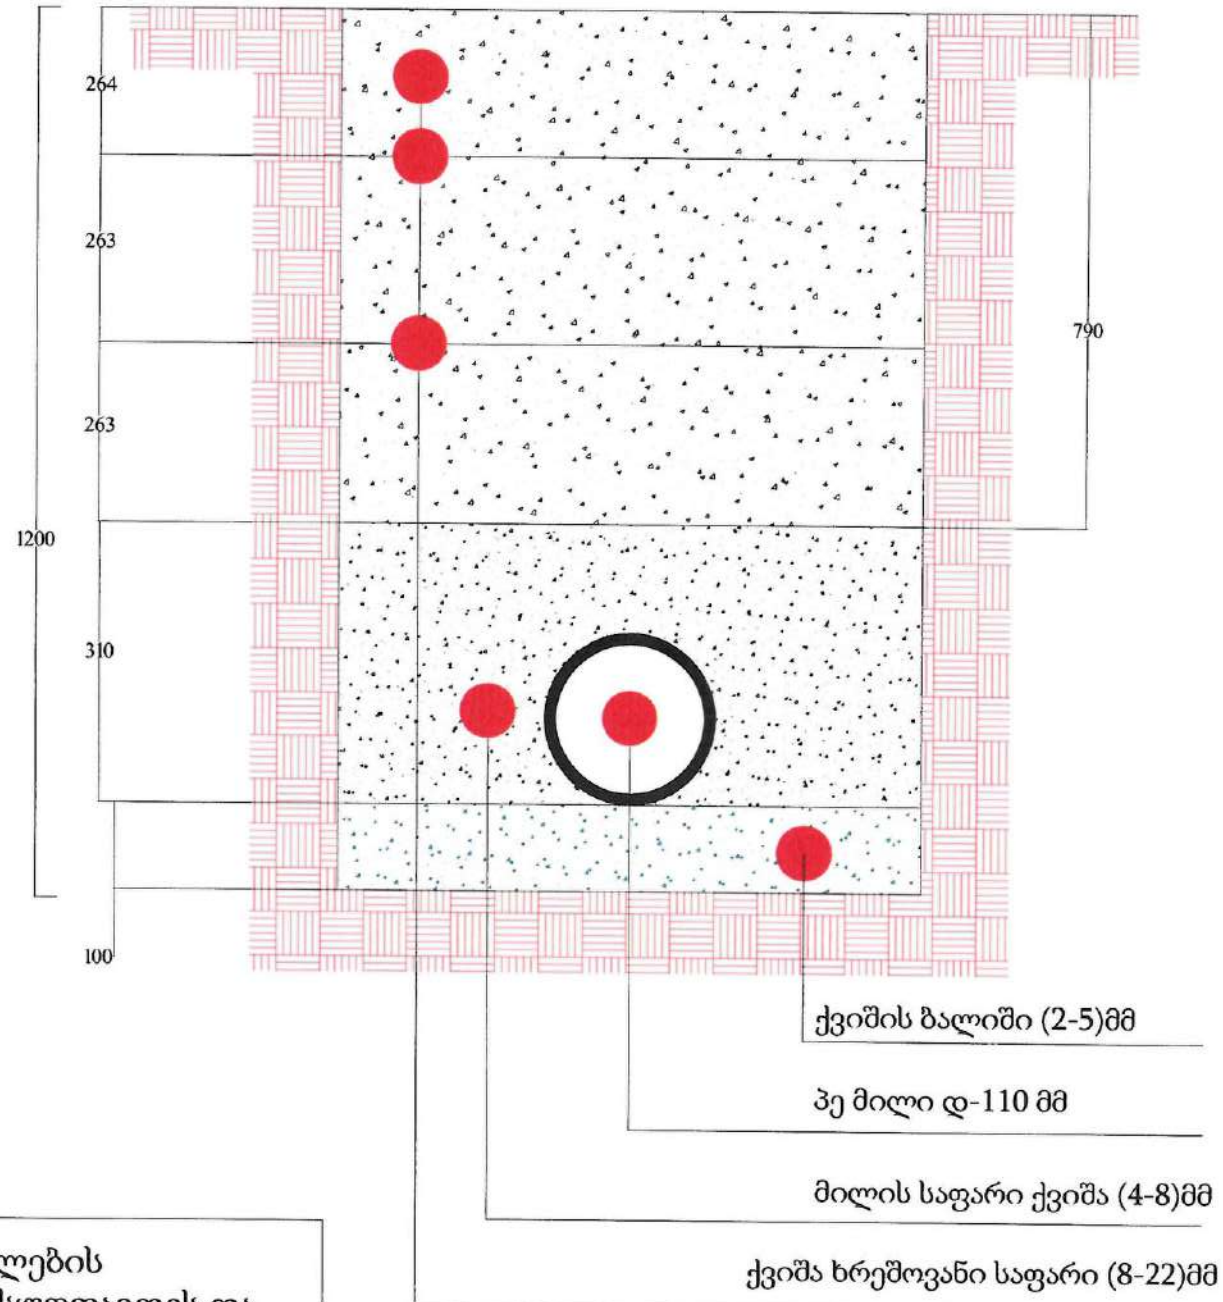 264
263
790
263
1200
310
100
ქვიშის ბალიში (2-5)მმ
პე მილი დ-110 მმ
მილის საფარი ქვიშა (4-8)მმ
ქვიშა ხრეშოვანი საფარი (8-22)მმ
ლების